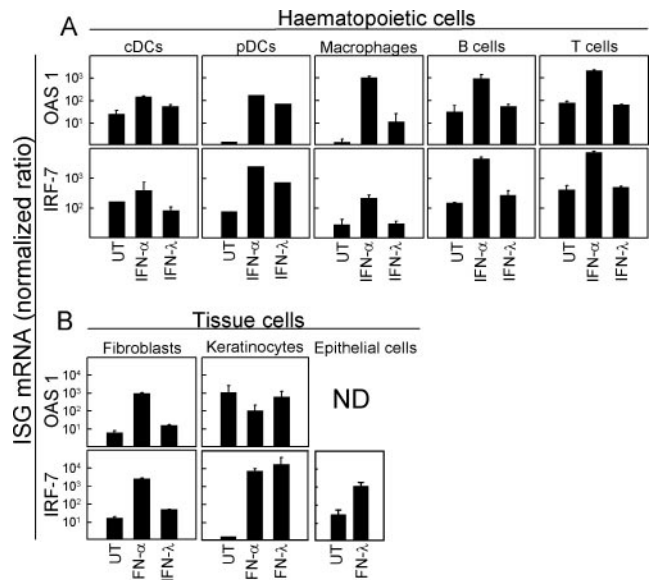 A
Haematopoietic cells
cDCs pDCs Macrophages B cells T cells
OAS 1
10³
10²
10¹
IRF-7
10³
10²
UT IFN-α IFN-λ UT IFN-α IFN-λ UT IFN-α IFN-λ UT IFN-α IFN-λ UT IFN-α IFN-λ
ISG mRNA (normalized ratio)
B
Tissue cells
Fibroblasts Keratinocytes Epithelial cells
OAS 1
10⁴
10³
10²
10¹
ND
IRF-7
10⁴
10³
10²
10¹
UT IFN-α IFN-λ UT FN-α FN-λ UT FN-λ